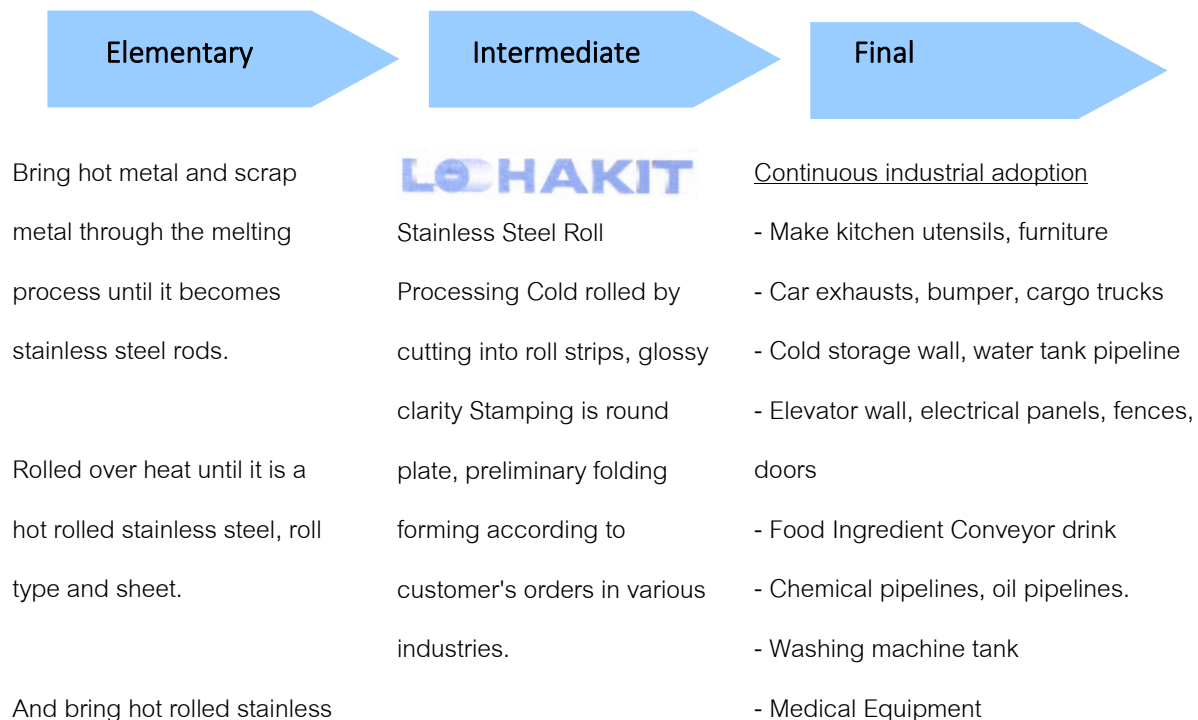 Elementary
Intermediate
Final
Bring hot metal and scrap
metal through the melting
process until it becomes
stainless steel rods.
Rolled over heat until it is a
hot rolled stainless steel, roll
type and sheet.
And bring hot rolled stainless
LOHAKIT
Stainless Steel Roll
Processing Cold rolled by
cutting into roll strips, glossy
clarity Stamping is round
plate, preliminary folding
forming according to
customer's orders in various
industries.
Continuous industrial adoption
- Make kitchen utensils, furniture
- Car exhausts, bumper, cargo trucks
- Cold storage wall, water tank pipeline
- Elevator wall, electrical panels, fences,
doors
- Food Ingredient Conveyor drink
- Chemical pipelines, oil pipelines.
- Washing machine tank
- Medical Equipment